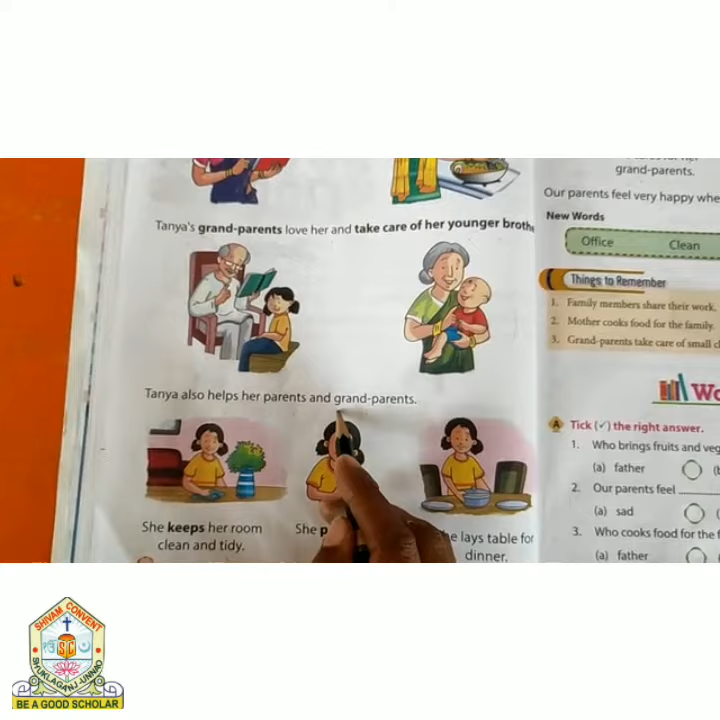 Tanya's grand-parents love her and take care of her younger
Tanya also helps her parents and grand-parents.
She keeps her room
clean and tidy.
She
lays table for
dinner.
grand-parents.
Our parents feel very happy
New Words
Office Clean
Things to Remember
1. Family members share their work,
2. Mother cooks food for the family.
3. Grand-parents take care of small
A Tick (✓) the right answer.
1. Who brings fruits and
(a) father
2. Our parents feel
(a) sad
3. Who cooks food for the
(a) father
SHIVAM CONVENT
SC
SHUKLAGANJ-UNNAO
BE A GOOD SCHOLAR